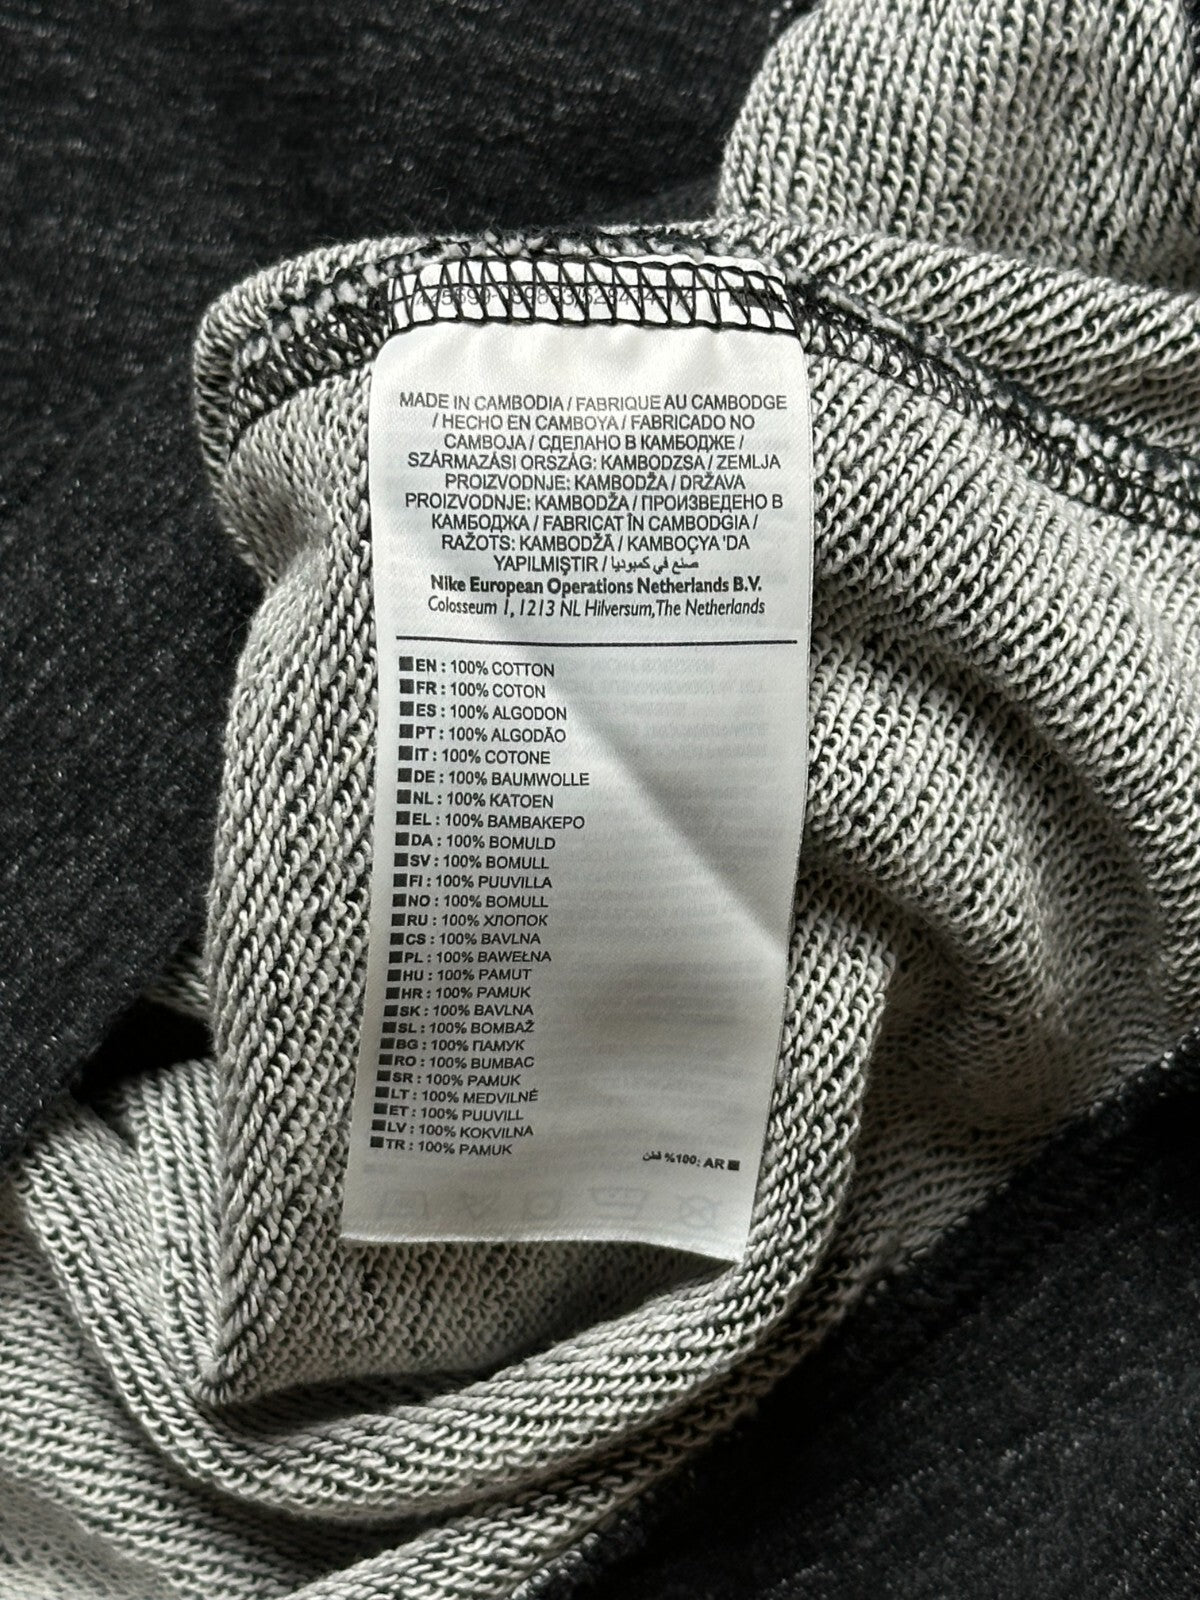 MADE IN CAMBODIA / FABRIQUE AU CAMBODGE
/ HECHO EN CAMBOYA / FABRICADO NO
CAMBOJA / СДЕЛАНО В КАМБОДЖЕ /
SZÁRMAZÁSI ORSZÁG: KAMBODZSA / ZEMLJA
PROIZVODNJE: KAMBODŽA / DRŽAVA
PROIZVODNJE: KAMBODŽA / ПРОИЗВЕДЕНО В
КАМБОДЖА / FABRICAT ÎN CAMBODGIA /
RAŽOTS: KAMBODŽĀ / KAMBOÇYA 'DA
YAPILMIŞTIR / صنع في كمبوديا
Nike European Operations Netherlands B.V.
Colosseum 1, 1213 NL Hilversum, The Netherlands
EN : 100% COTTON
FR : 100% COTON
ES : 100% ALGODON
PT : 100% ALGODÃO
IT : 100% COTONE
DE : 100% BAUMWOLLE
NL : 100% KATOEN
EL : 100% ΒΑΜΒΑΚΕΡΟ
DA : 100% BOMULD
SV : 100% BOMULL
FI : 100% PUUVILLA
NO : 100% BOMULL
RU : 100% ХЛОПОК
CS : 100% BAVLNA
PL : 100% BAWEŁNA
HU : 100% PAMUT
HR : 100% PAMUK
SK : 100% BAVLNA
SL : 100% BOMBAŽ
BG : 100% ПАМУК
RO : 100% BUMBAC
SR : 100% PAMUK
LT : 100% MEDVILNĖ
ET : 100% PUUVILL
LV : 100% KOKVILNA
TR : 100% PAMUK
AR :100% قطن